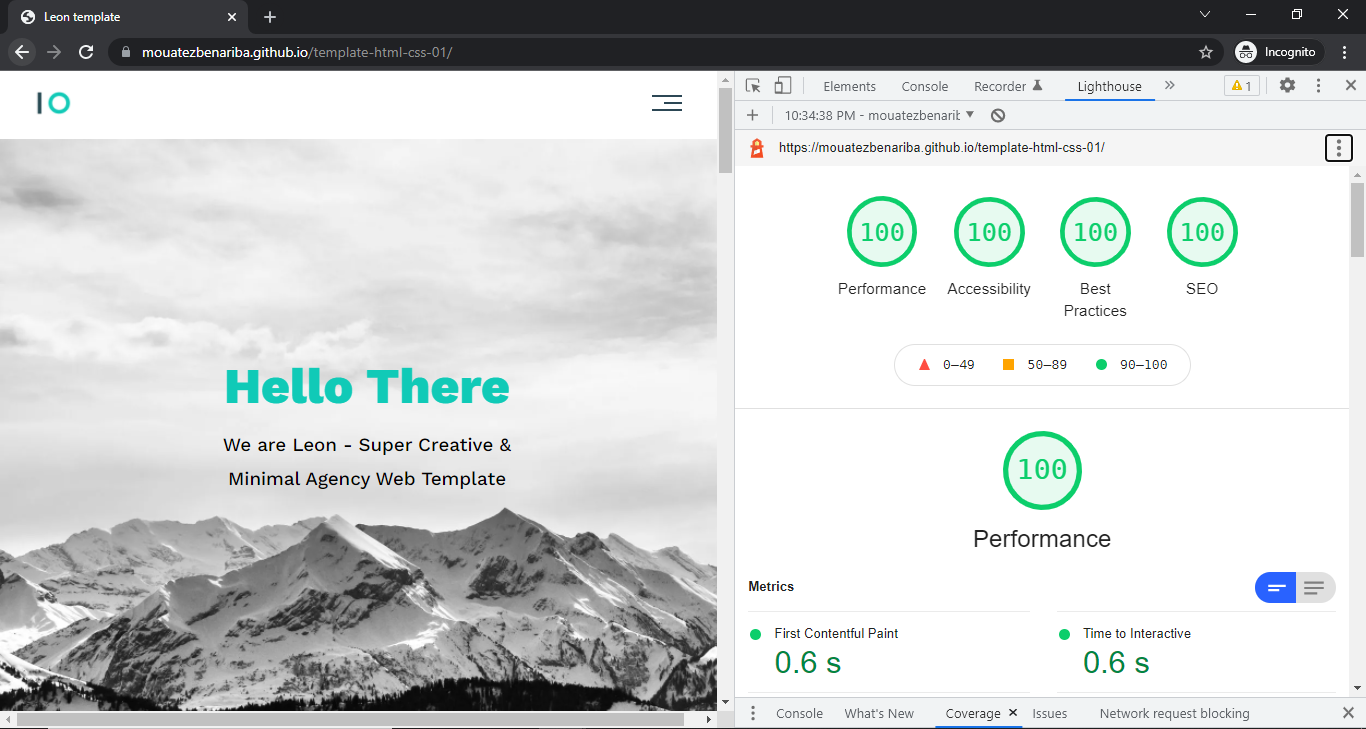 Leon template
mouatezbenariba.github.io/template-html-css-01/
Incognito
IO
Hello There
We are Leon - Super Creative &
Minimal Agency Web Template
Elements Console Recorder Lighthouse 1
10:34:38 PM - mouatezbenarib
https://mouatezbenariba.github.io/template-html-css-01/
100 100 100 100
Performance Accessibility Best Practices SEO
0–49 50–89 90–100
100
Performance
Metrics
First Contentful Paint
0.6 s
Time to Interactive
0.6 s
Console What's New Coverage Issues Network request blocking